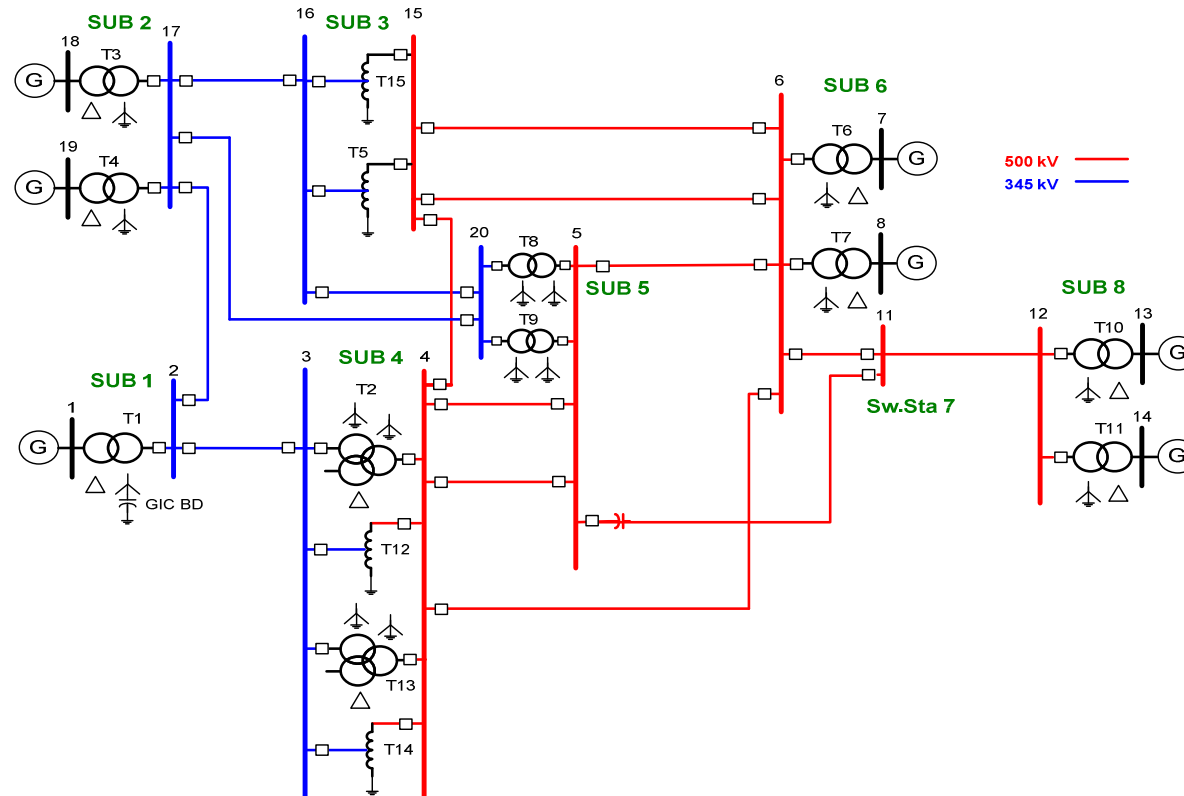 SUB 2
17
16
SUB 3
15
18
T3
G
T15
6
SUB 6
7
T6
G
500 kV
345 kV
19
T4
G
T5
20
T8
5
SUB 5
8
T7
G
T9
SUB 8
11
12
13
T10
G
SUB 4
3
4
T2
SUB 1
2
1
T1
G
GIC BD
Sw.Sta 7
14
T11
G
T12
T13
T14